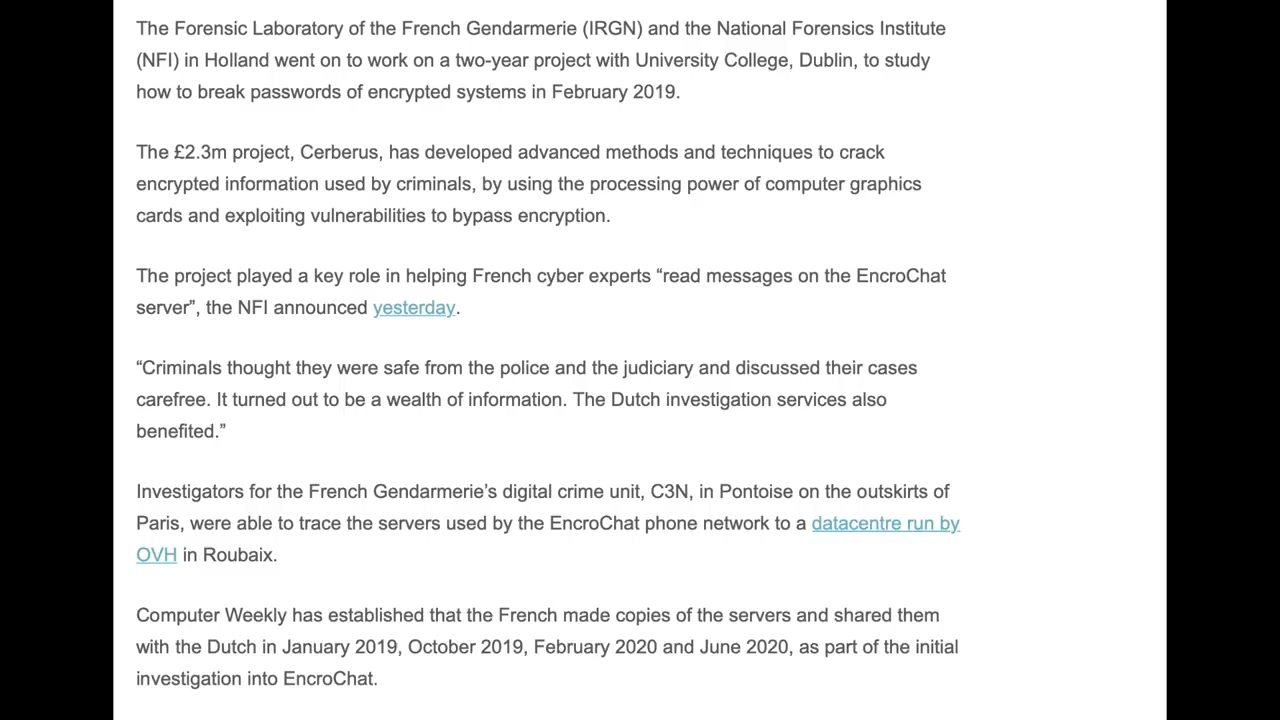 The Forensic Laboratory of the French Gendarmerie (IRGN) and the National Forensics Institute
(NFI) in Holland went on to work on a two-year project with University College, Dublin, to study
how to break passwords of encrypted systems in February 2019.
The £2.3m project, Cerberus, has developed advanced methods and techniques to crack
encrypted information used by criminals, by using the processing power of computer graphics
cards and exploiting vulnerabilities to bypass encryption.
The project played a key role in helping French cyber experts “read messages on the EncroChat
server”, the NFI announced yesterday.
“Criminals thought they were safe from the police and the judiciary and discussed their cases
carefree. It turned out to be a wealth of information. The Dutch investigation services also
benefited.”
Investigators for the French Gendarmerie’s digital crime unit, C3N, in Pontoise on the outskirts of
Paris, were able to trace the servers used by the EncroChat phone network to a datacentre run by
OVH in Roubaix.
Computer Weekly has established that the French made copies of the servers and shared them
with the Dutch in January 2019, October 2019, February 2020 and June 2020, as part of the initial
investigation into EncroChat.